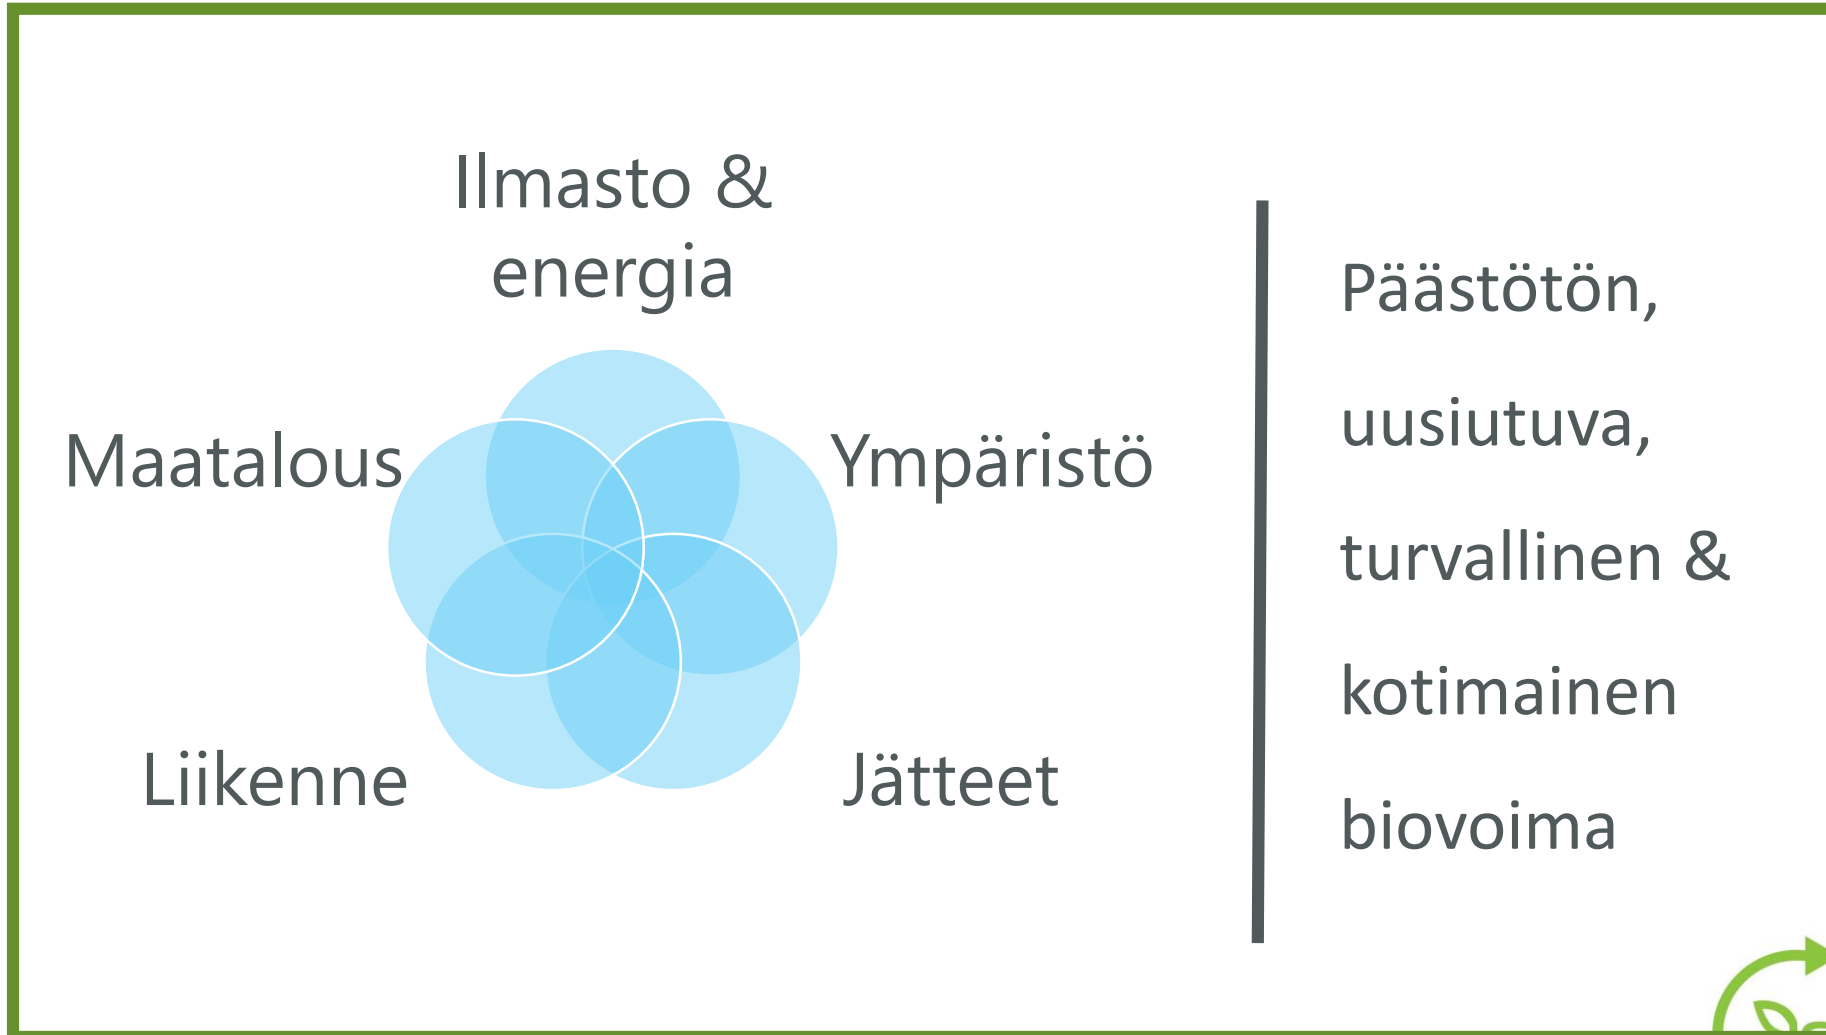 Ilmasto &
energia
Maatalous
Ympäristö
Liikenne
Jätteet
Päästötön,
uusiutuva,
turvallinen &
kotimainen
biovoima